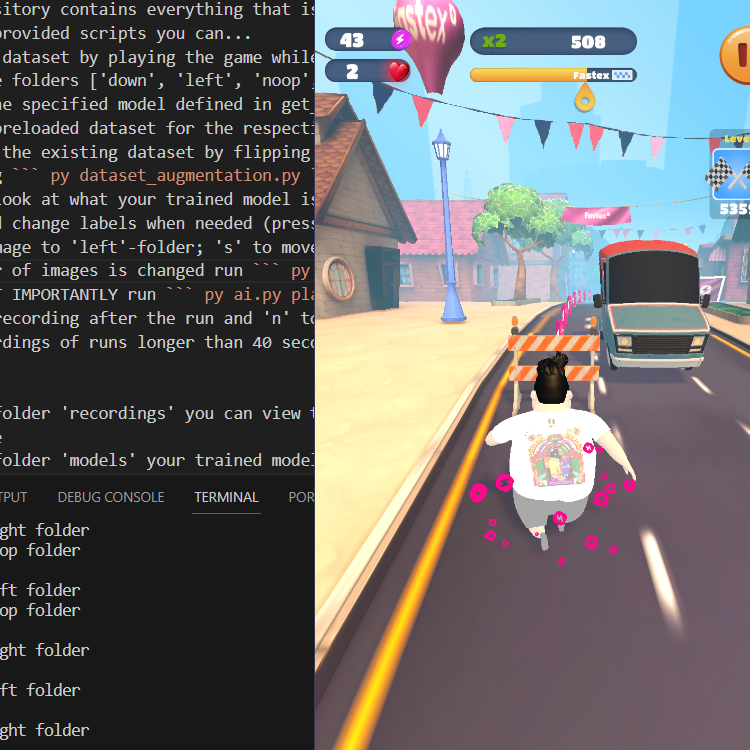 sitory contains everything that is
provided scripts you can...
dataset by playing the game while
e folders ['down', 'left', 'noop'
he specified model defined in get_
preloaded dataset for the respecti
the existing dataset by flipping
g ``` py dataset_augmentation.py `
look at what your trained model is
d change labels when needed (press
mage to 'left'-folder; 's' to move
r of images is changed run ``` py
T IMPORTANTLY run ``` py ai.py pla
recording after the run and 'n' to
rdings of runs longer than 40 seco
folder 'recordings' you can view t
e
folder 'models' your trained model
TPUT DEBUG CONSOLE TERMINAL POR
ght folder
op folder
ft folder
op folder
ght folder
ft folder
ght folder
astex
43
x2 508
2
Fastex
Leve
535
Fastex